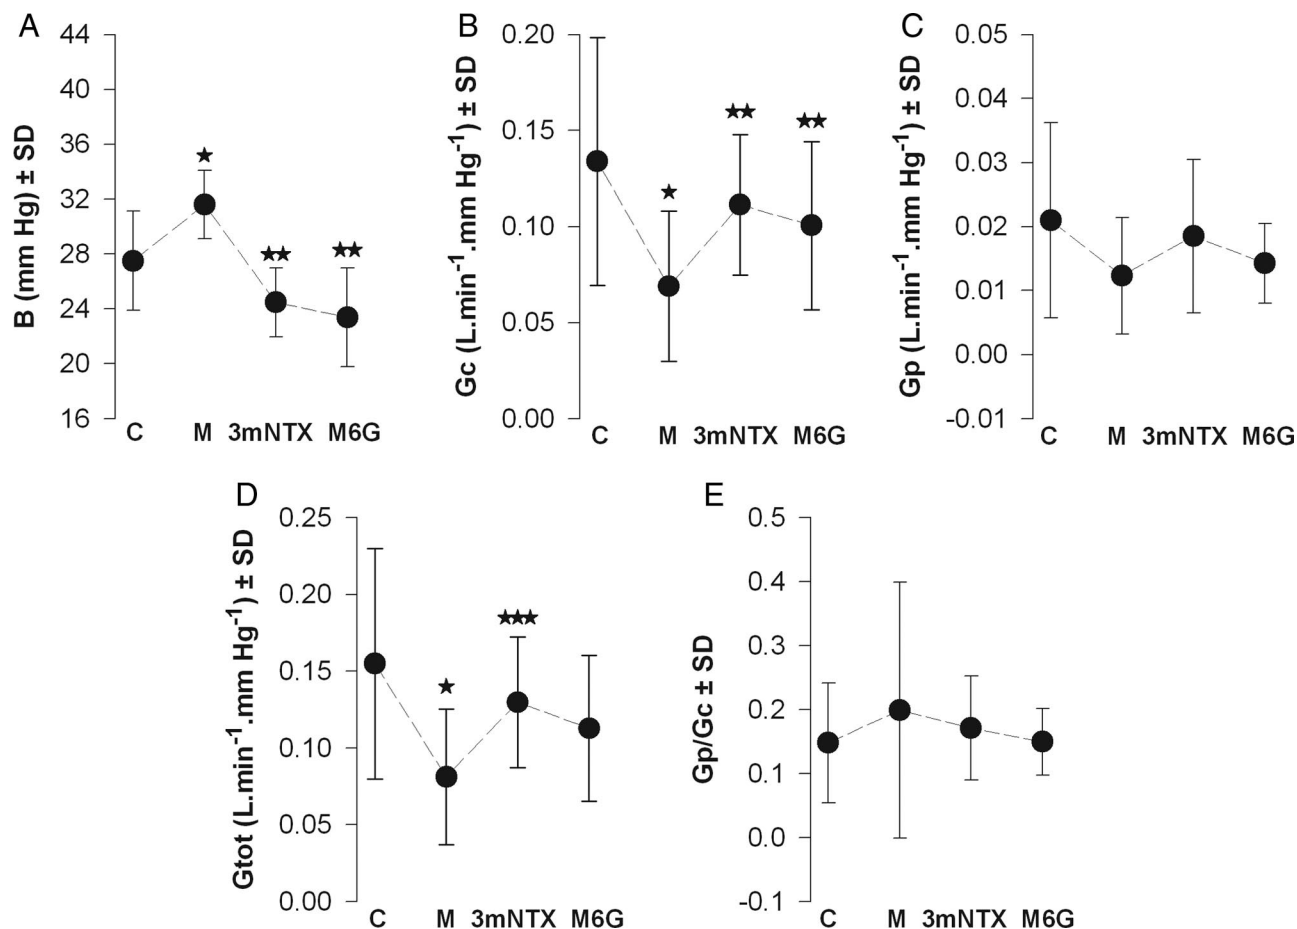 A
B (mm Hg) ± SD
44
40
36
32
28
24
20
16
C M 3mNTX M6G
B
Gc (L.min⁻¹.mm Hg⁻¹) ± SD
0.20
0.15
0.10
0.05
0.00
C M 3mNTX M6G
C
Gp (L.min⁻¹.mm Hg⁻¹) ± SD
0.05
0.04
0.03
0.02
0.01
0.00
-0.01
C M 3mNTX M6G
D
Gtot (L.min⁻¹.mm Hg⁻¹) ± SD
0.25
0.20
0.15
0.10
0.05
0.00
C M 3mNTX M6G
E
Gp/Gc ± SD
0.5
0.4
0.3
0.2
0.1
0.0
-0.1
C M 3mNTX M6G